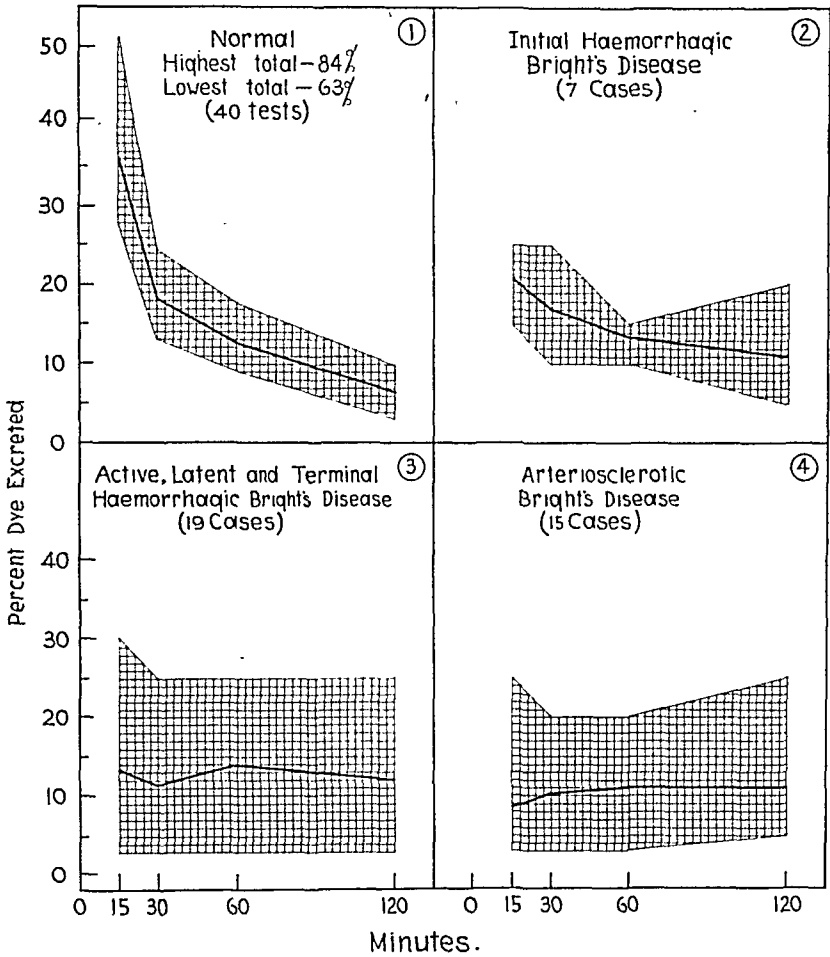 Percent Dye Excreted
①
Normal
Highest total – 84%
Lowest total – 63%
(40 tests)
50
40
30
20
10
0
②
Initial Haemorrhagic
Bright's Disease
(7 Cases)
③
Active, Latent and Terminal
Haemorrhagic Bright's Disease
(19 Cases)
40
30
20
10
0
0 15 30 60 120
④
Arteriosclerotic
Bright's Disease
(15 Cases)
0 15 30 60 120
Minutes.